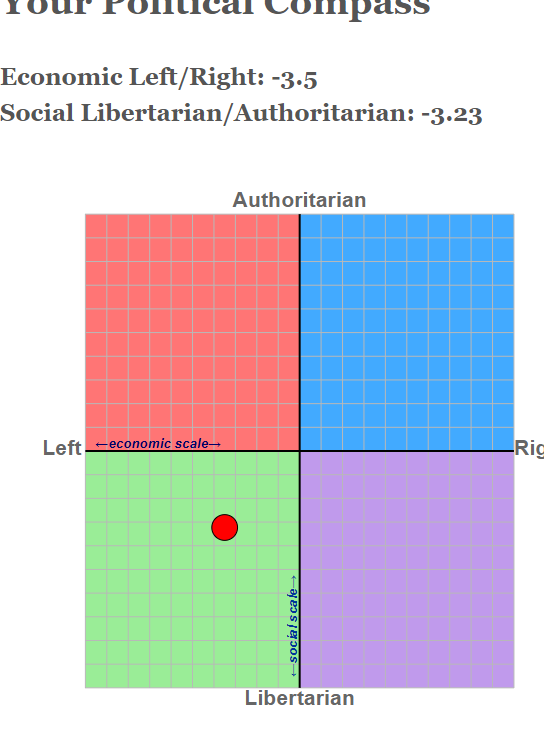 Your Political Compass
Economic Left/Right: -3.5
Social Libertarian/Authoritarian: -3.23
Authoritarian
Left
←economic scale→
Rig
←social scale→
Libertarian